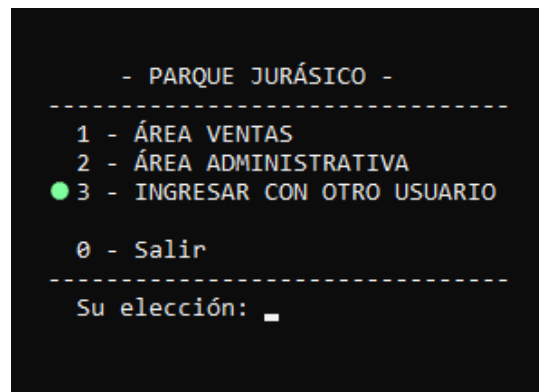 - PARQUE JURÁSICO -
---------------------------------
1 - ÁREA VENTAS
2 - ÁREA ADMINISTRATIVA
3 - INGRESAR CON OTRO USUARIO
0 - Salir
---------------------------------
Su elección: _